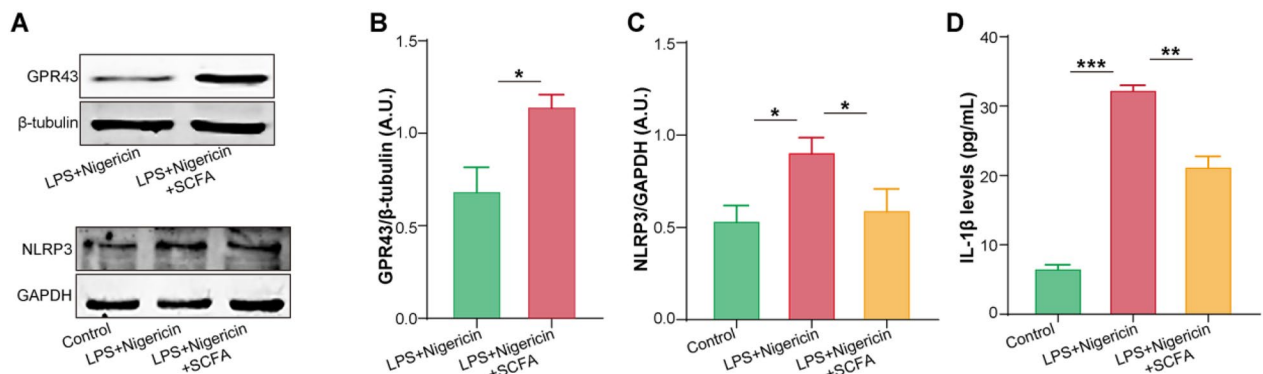 A
GPR43
β-tubulin
LPS+Nigericin
LPS+Nigericin
+SCFA
NLRP3
GAPDH
Control
LPS+Nigericin
LPS+Nigericin
+SCFA
B
GPR43/β-tubulin (A.U.)
1.5
1.0
0.5
0.0
*
LPS+Nigericin
LPS+Nigericin
+SCFA
C
NLRP3/GAPDH (A.U.)
1.5
1.0
0.5
0.0
*
*
Control
LPS+Nigericin
LPS+Nigericin
+SCFA
D
IL-1β levels (pg/mL)
40
30
20
10
0
***
**
Control
LPS+Nigericin
LPS+Nigericin
+SCFA